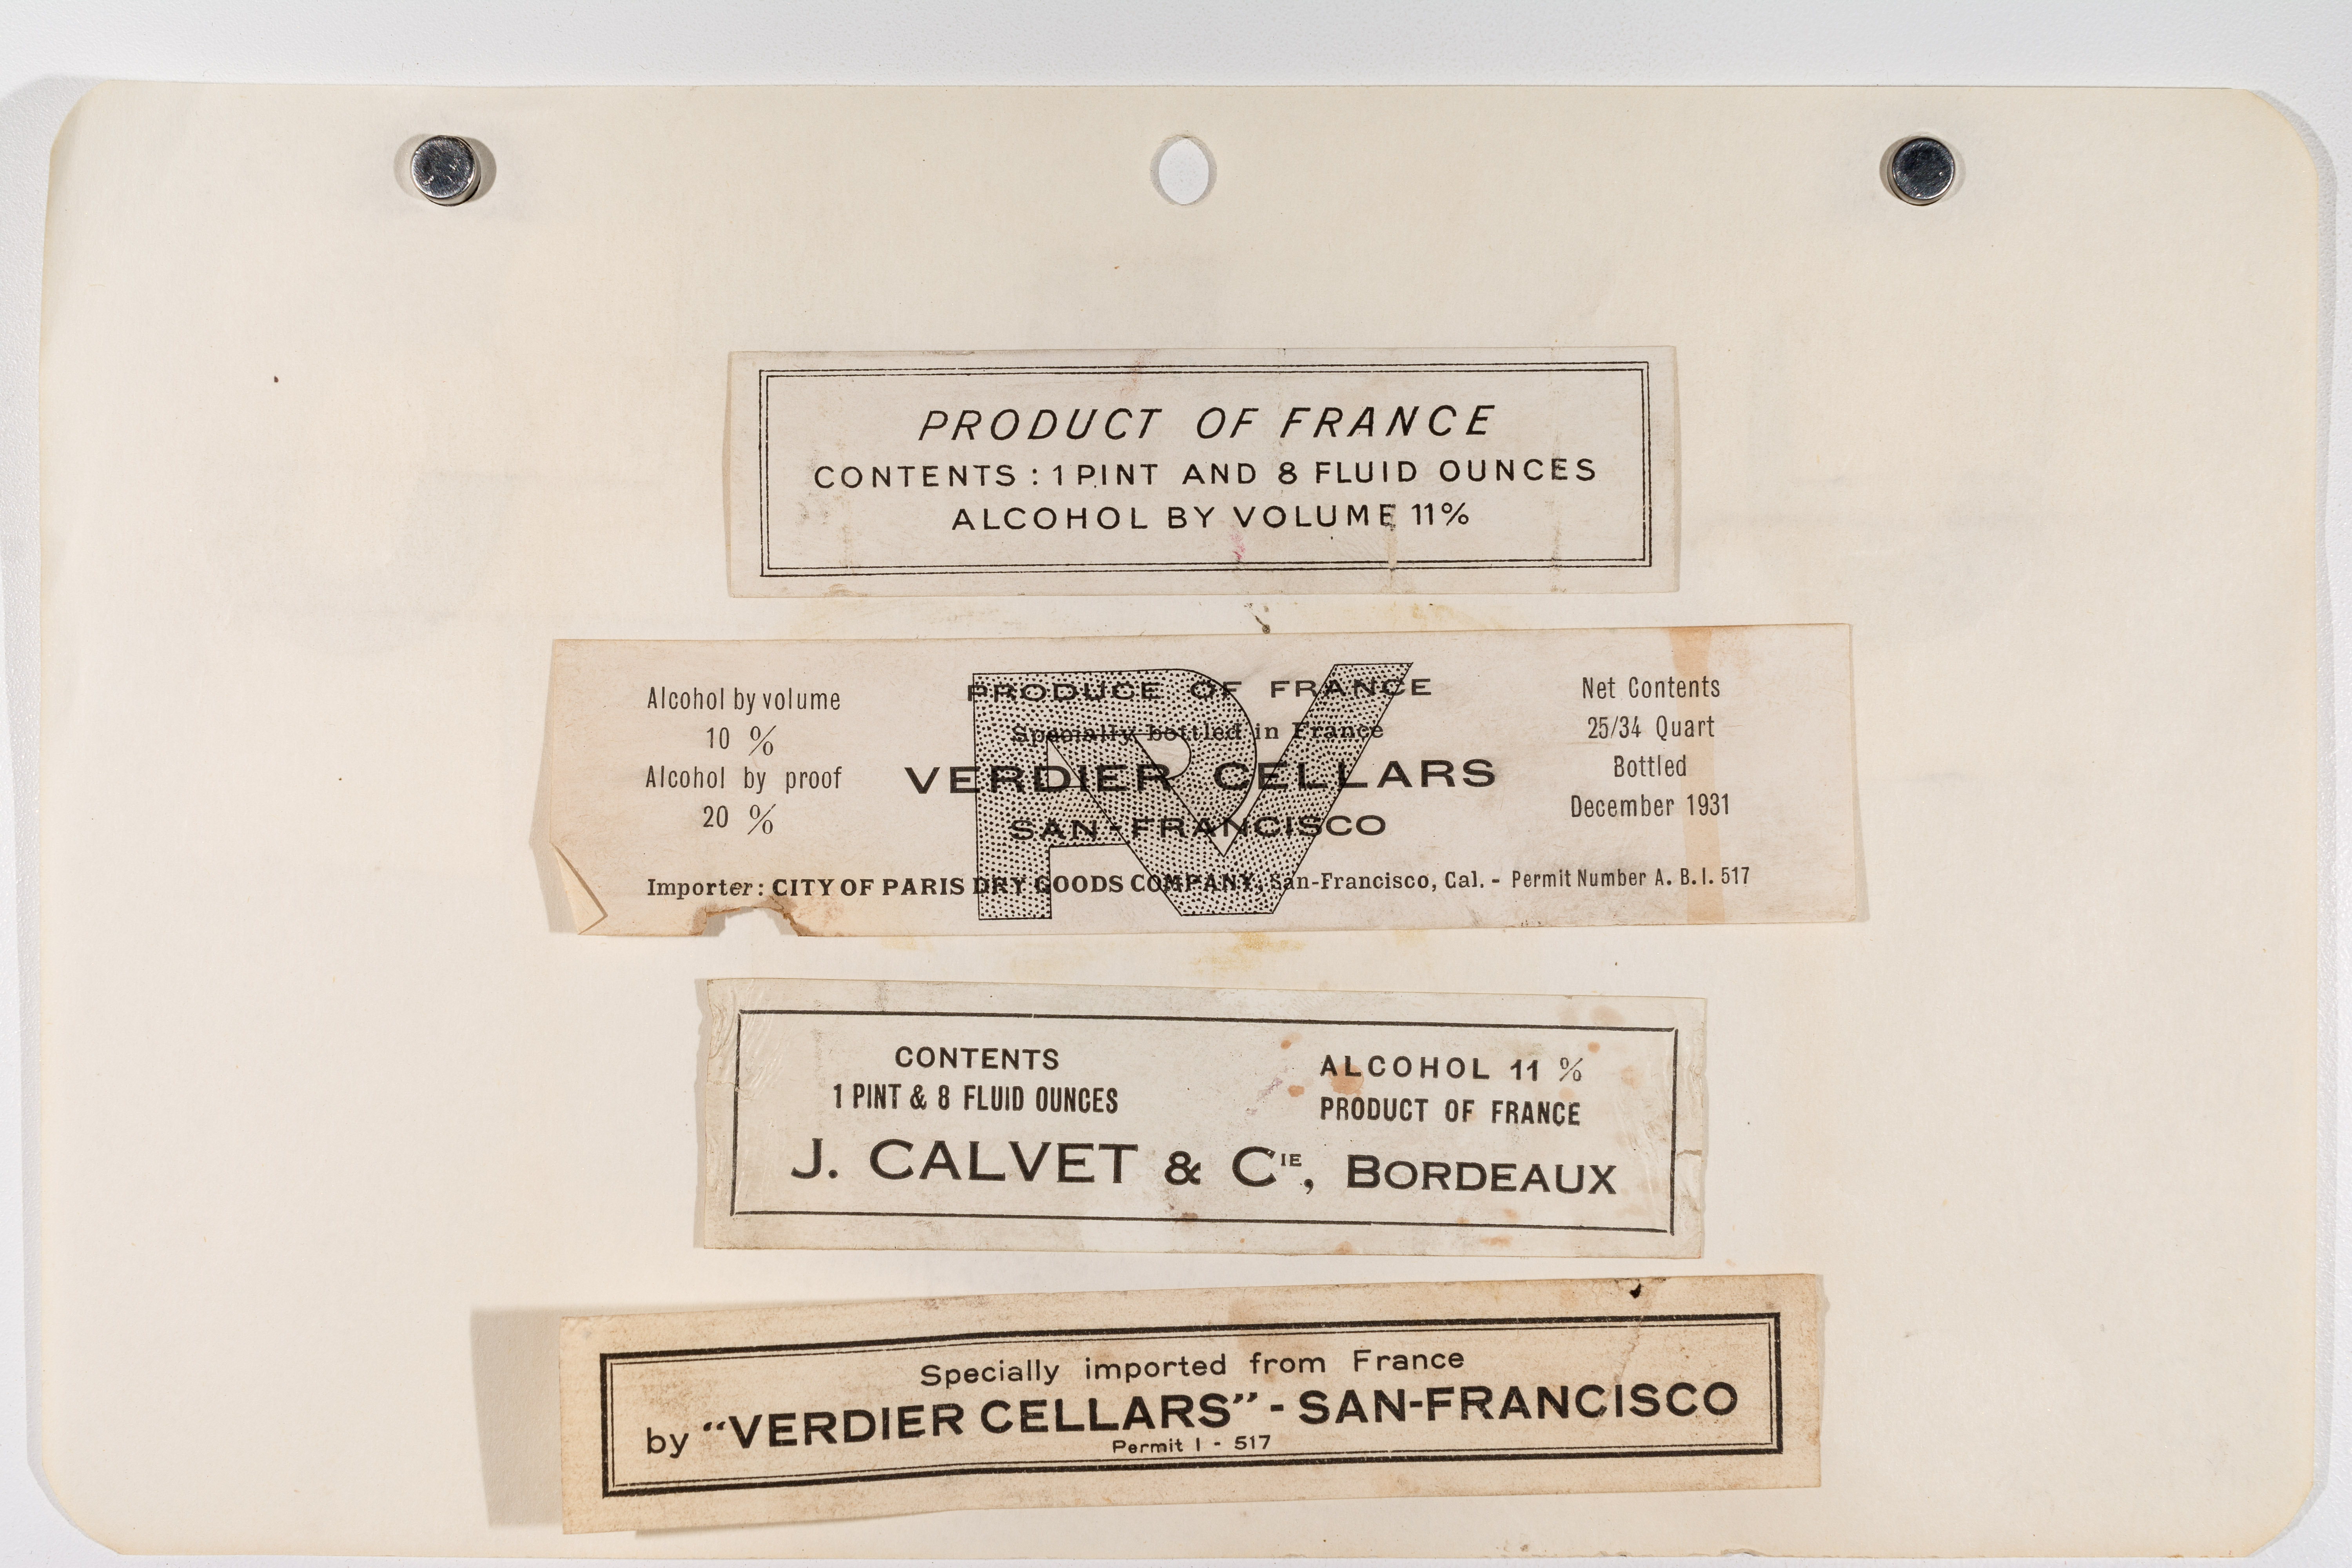 PRODUCT OF FRANCE
CONTENTS : 1 PINT AND 8 FLUID OUNCES
ALCOHOL BY VOLUME 11%
Alcohol by volume
10 %
Alcohol by proof
20 %
RV
PRODUCE OF FRANCE
Specially bottled in France
VERDIER CELLARS
SAN-FRANCISCO
Net Contents
25/34 Quart
Bottled
December 1931
Importer: CITY OF PARIS DRY GOODS COMPANY, San-Francisco, Cal. - Permit Number A. B. I. 517
CONTENTS
1 PINT & 8 FLUID OUNCES
ALCOHOL 11 %
PRODUCT OF FRANCE
J. CALVET & CIE, BORDEAUX
Specially imported from France
by “VERDIER CELLARS” - SAN-FRANCISCO
Permit I - 517